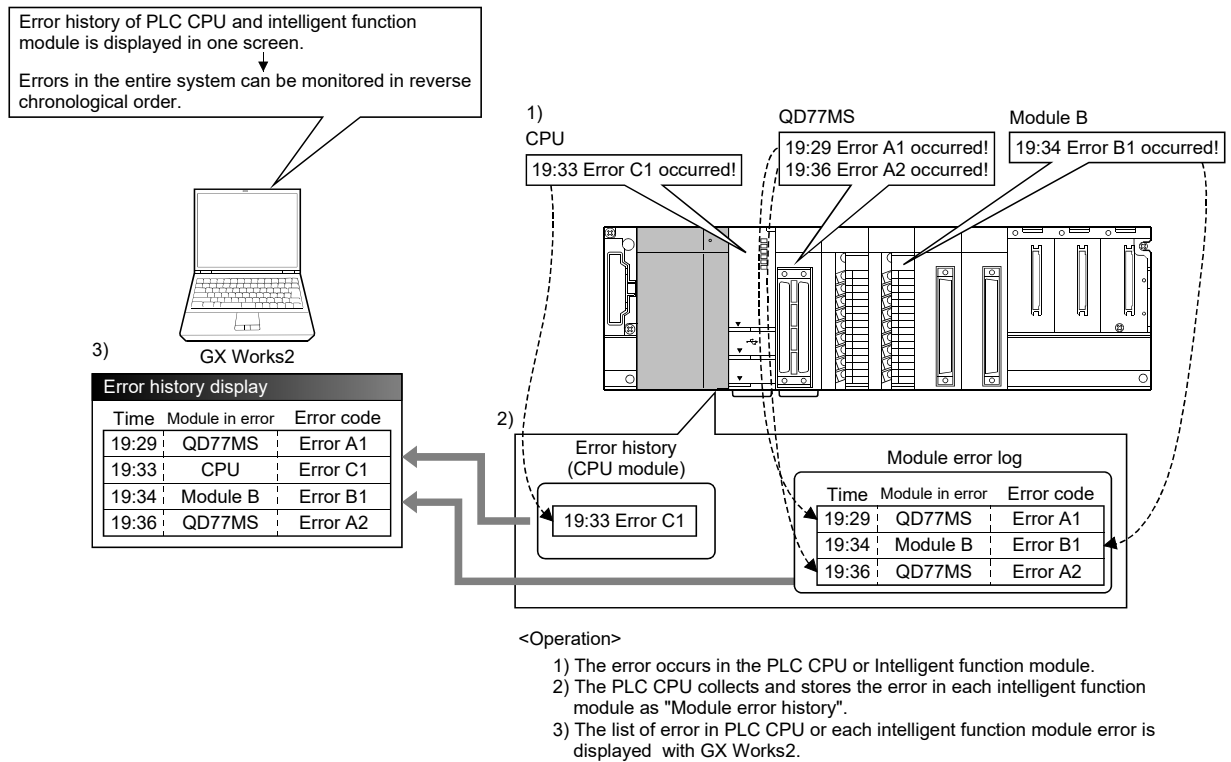 Error history of PLC CPU and intelligent function
module is displayed in one screen.
Errors in the entire system can be monitored in reverse
chronological order.
1)
CPU
19:33 Error C1 occurred!
QD77MS
19:29 Error A1 occurred!
19:36 Error A2 occurred!
Module B
19:34 Error B1 occurred!
GX Works2
3)
Error history display
Time Module in error Error code
19:29 QD77MS Error A1
19:33 CPU Error C1
19:34 Module B Error B1
19:36 QD77MS Error A2
2)
Error history
(CPU module)
19:33 Error C1
Module error log
Time Module in error Error code
19:29 QD77MS Error A1
19:34 Module B Error B1
19:36 QD77MS Error A2
<Operation>
1) The error occurs in the PLC CPU or Intelligent function module.
2) The PLC CPU collects and stores the error in each intelligent function
module as "Module error history".
3) The list of error in PLC CPU or each intelligent function module error is
displayed with GX Works2.